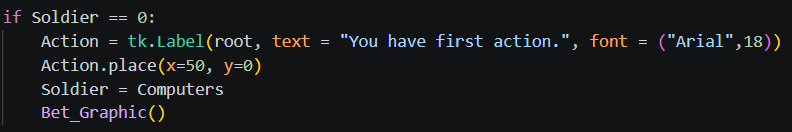 if Soldier == 0:
    Action = tk.Label(root, text = "You have first action.", font = ("Arial",18))
    Action.place(x=50, y=0)
    Soldier = Computers
    Bet_Graphic()